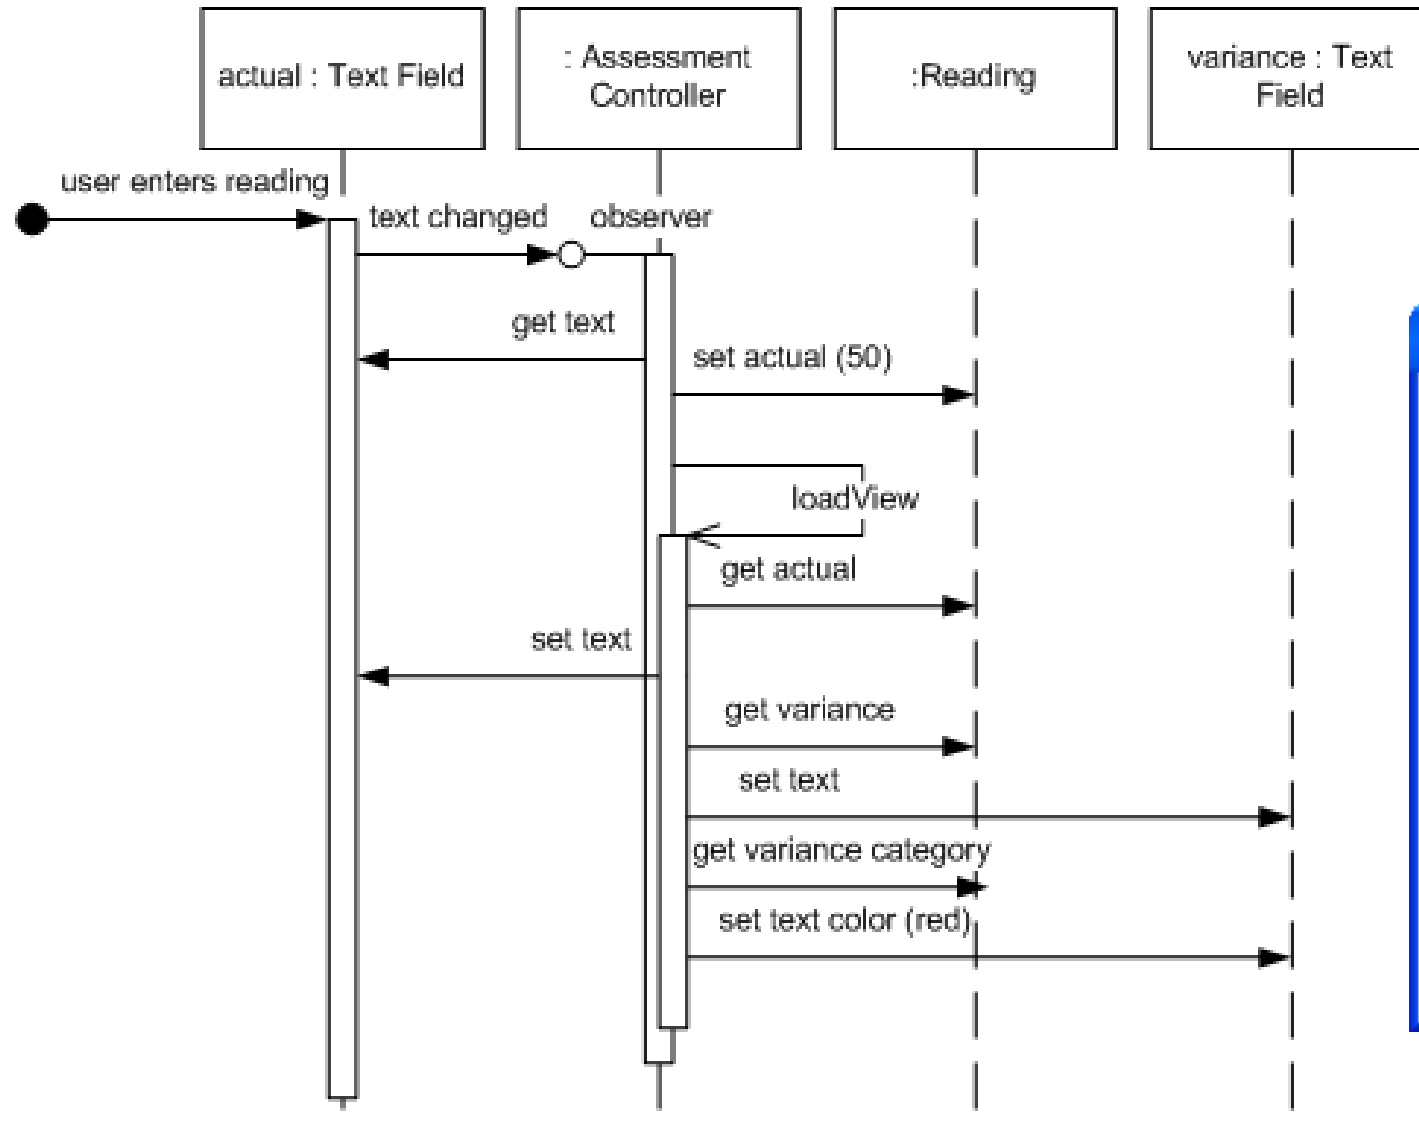 actual : Text Field
: Assessment
Controller
:Reading
variance : Text
Field
user enters reading
text changed
observer
get text
set actual (50)
loadView
get actual
set text
get variance
set text
get variance category
set text color (red)